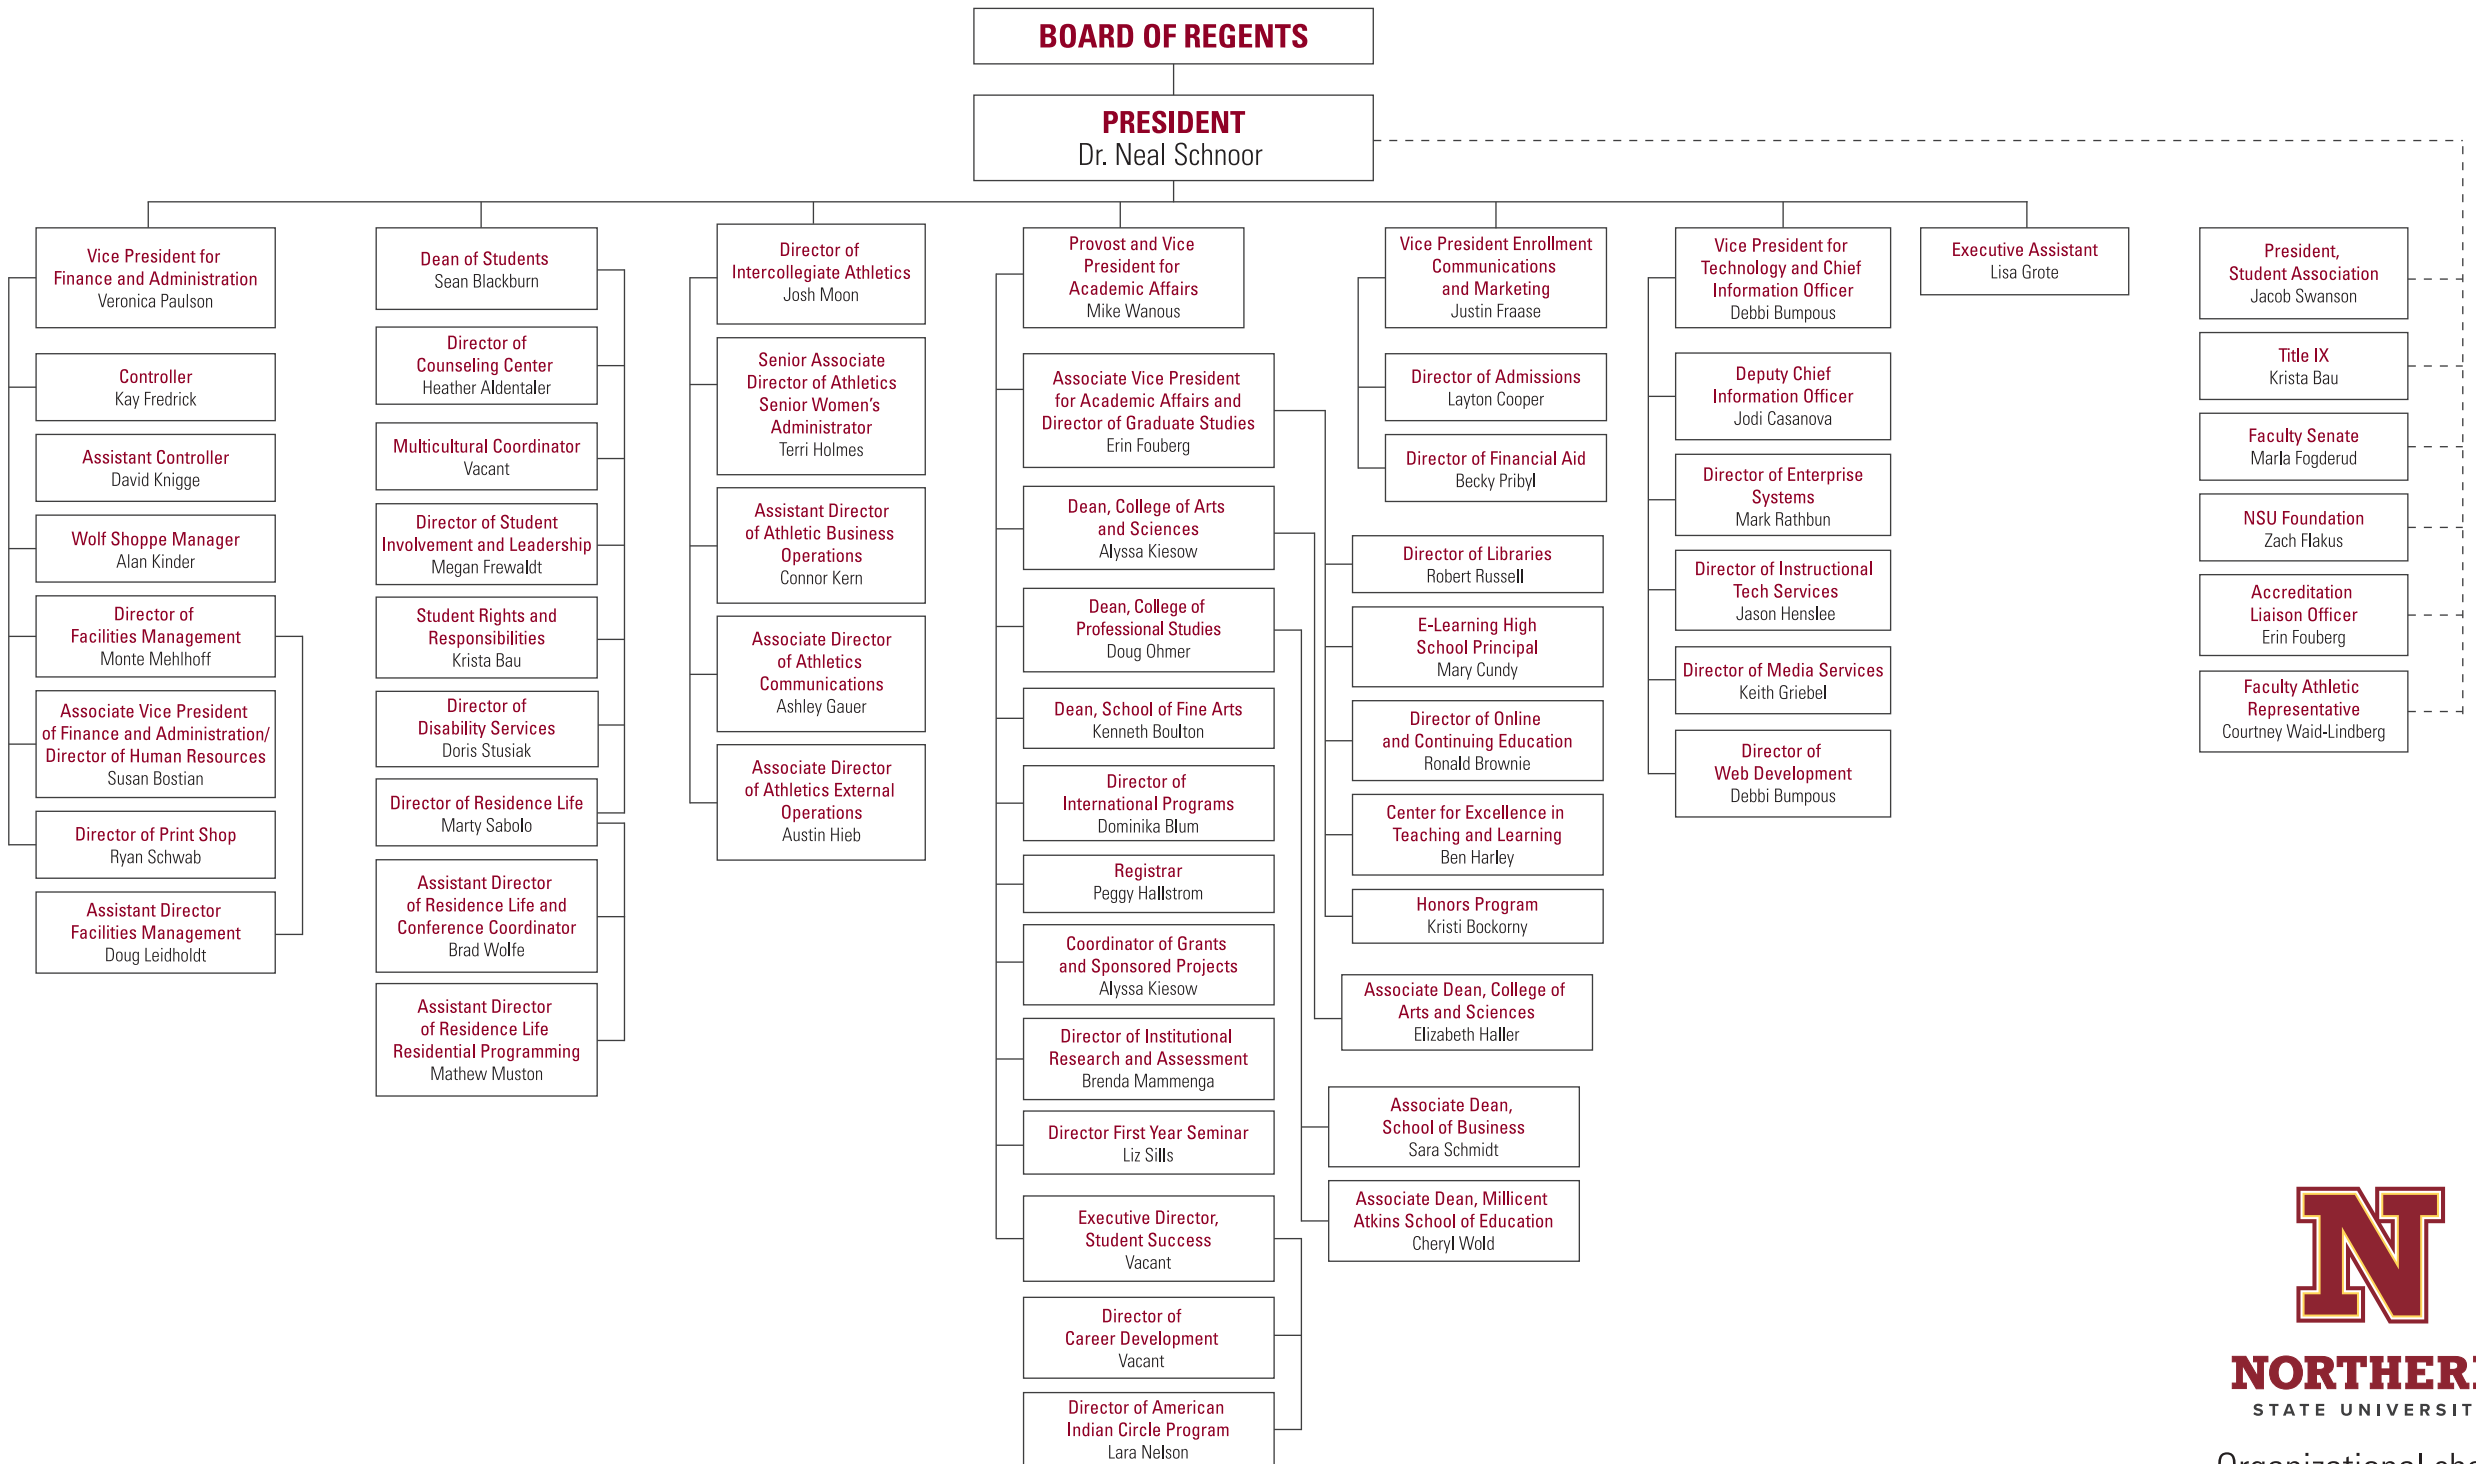 BOARD OF REGENTS
PRESIDENT
Dr. Neal Schnoor
Vice President for
Finance and Administration
Veronica Paulson
Controller
Kay Fredrick
Assistant Controller
David Knigge
Wolf Shoppe Manager
Alan Kinder
Director of
Facilities Management
Monte Mehlhoff
Associate Vice President
of Finance and Administration/
Director of Human Resources
Susan Bostian
Director of Print Shop
Ryan Schwab
Assistant Director
Facilities Management
Doug Leidholdt
Dean of Students
Sean Blackburn
Director of
Counseling Center
Heather Aldentaler
Multicultural Coordinator
Vacant
Director of Student
Involvement and Leadership
Megan Frewaldt
Student Rights and
Responsibilities
Krista Bau
Director of
Disability Services
Doris Stusiak
Director of Residence Life
Marty Sabolo
Assistant Director
of Residence Life and
Conference Coordinator
Brad Wolfe
Assistant Director
of Residence Life
Residential Programming
Mathew Muston
Director of
Intercollegiate Athletics
Josh Moon
Senior Associate
Director of Athletics
Senior Women's
Administrator
Terri Holmes
Assistant Director
of Athletic Business
Operations
Connor Kern
Associate Director
of Athletics
Communications
Ashley Gauer
Associate Director
of Athletics External
Operations
Austin Hieb
Provost and Vice
President for
Academic Affairs
Mike Wanous
Associate Vice President
for Academic Affairs and
Director of Graduate Studies
Erin Fouberg
Dean, College of Arts
and Sciences
Alyssa Kiesow
Dean, College of
Professional Studies
Doug Ohmer
Dean, School of Fine Arts
Kenneth Boulton
Director of
International Programs
Dominika Blum
Registrar
Peggy Hallstrom
Coordinator of Grants
and Sponsored Projects
Alyssa Kiesow
Director of Institutional
Research and Assessment
Brenda Mammenga
Director First Year Seminar
Liz Sills
Executive Director,
Student Success
Vacant
Director of
Career Development
Vacant
Director of American
Indian Circle Program
Lara Nelson
Vice President Enrollment
Communications
and Marketing
Justin Fraase
Director of Admissions
Layton Cooper
Director of Financial Aid
Becky Pribyl
Director of Libraries
Robert Russell
E-Learning High
School Principal
Mary Cundy
Director of Online
and Continuing Education
Ronald Brownie
Center for Excellence in
Teaching and Learning
Ben Harley
Honors Program
Kristi Bockorny
Associate Dean, College of
Arts and Sciences
Elizabeth Haller
Associate Dean,
School of Business
Sara Schmidt
Associate Dean, Millicent
Atkins School of Education
Cheryl Wold
Vice President for
Technology and Chief
Information Officer
Debbi Bumpous
Deputy Chief
Information Officer
Jodi Casanova
Director of Enterprise
Systems
Mark Rathbun
Director of Instructional
Tech Services
Jason Henslee
Director of Media Services
Keith Griebel
Director of
Web Development
Debbi Bumpous
Executive Assistant
Lisa Grote
President,
Student Association
Jacob Swanson
Title IX
Krista Bau
Faculty Senate
Marla Fogderud
NSU Foundation
Zach Flakus
Accreditation
Liaison Officer
Erin Fouberg
Faculty Athletic
Representative
Courtney Waid-Lindberg
N
NORTHER
STATE UNIVERSIT
Organizational